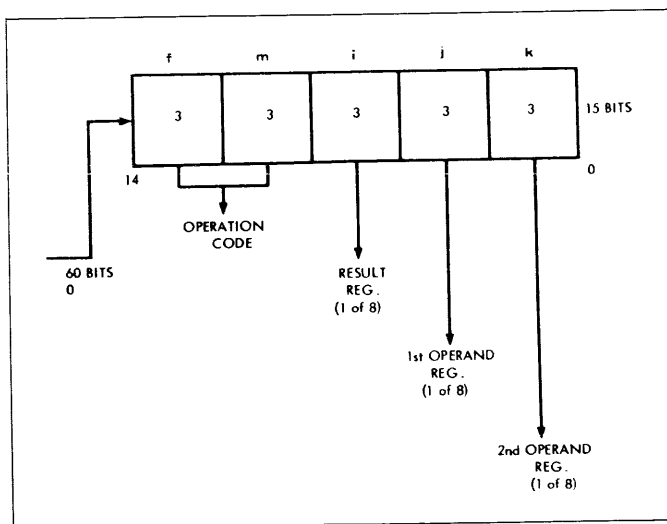 f m i j k
3 3 3 3 3
15 BITS
14
0
OPERATION
CODE
60 BITS
0
RESULT
REG.
(1 of 8)
1st OPERAND
REG.
(1 of 8)
2nd OPERAND
REG.
(1 of 8)